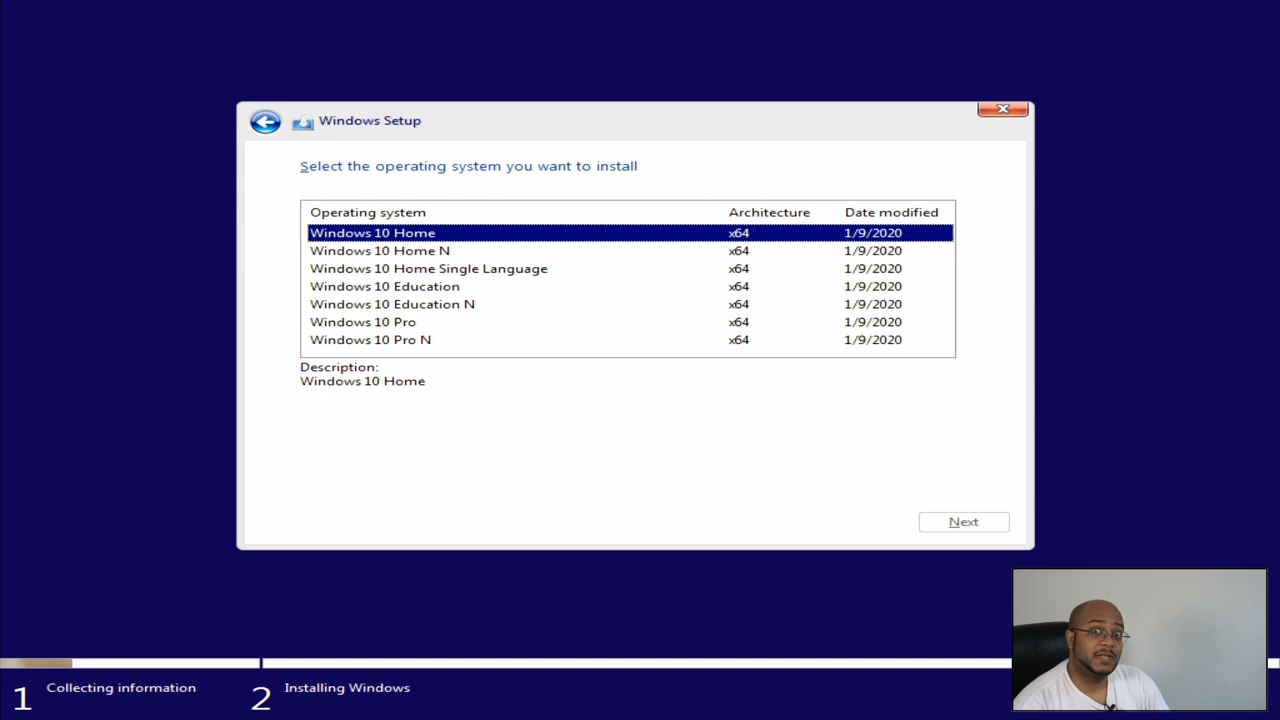 Windows Setup
Select the operating system you want to install
Operating system Architecture Date modified
Windows 10 Home x64 1/9/2020
Windows 10 Home N x64 1/9/2020
Windows 10 Home Single Language x64 1/9/2020
Windows 10 Education x64 1/9/2020
Windows 10 Education N x64 1/9/2020
Windows 10 Pro x64 1/9/2020
Windows 10 Pro N x64 1/9/2020
Description:
Windows 10 Home
Next
1 Collecting information 2 Installing Windows